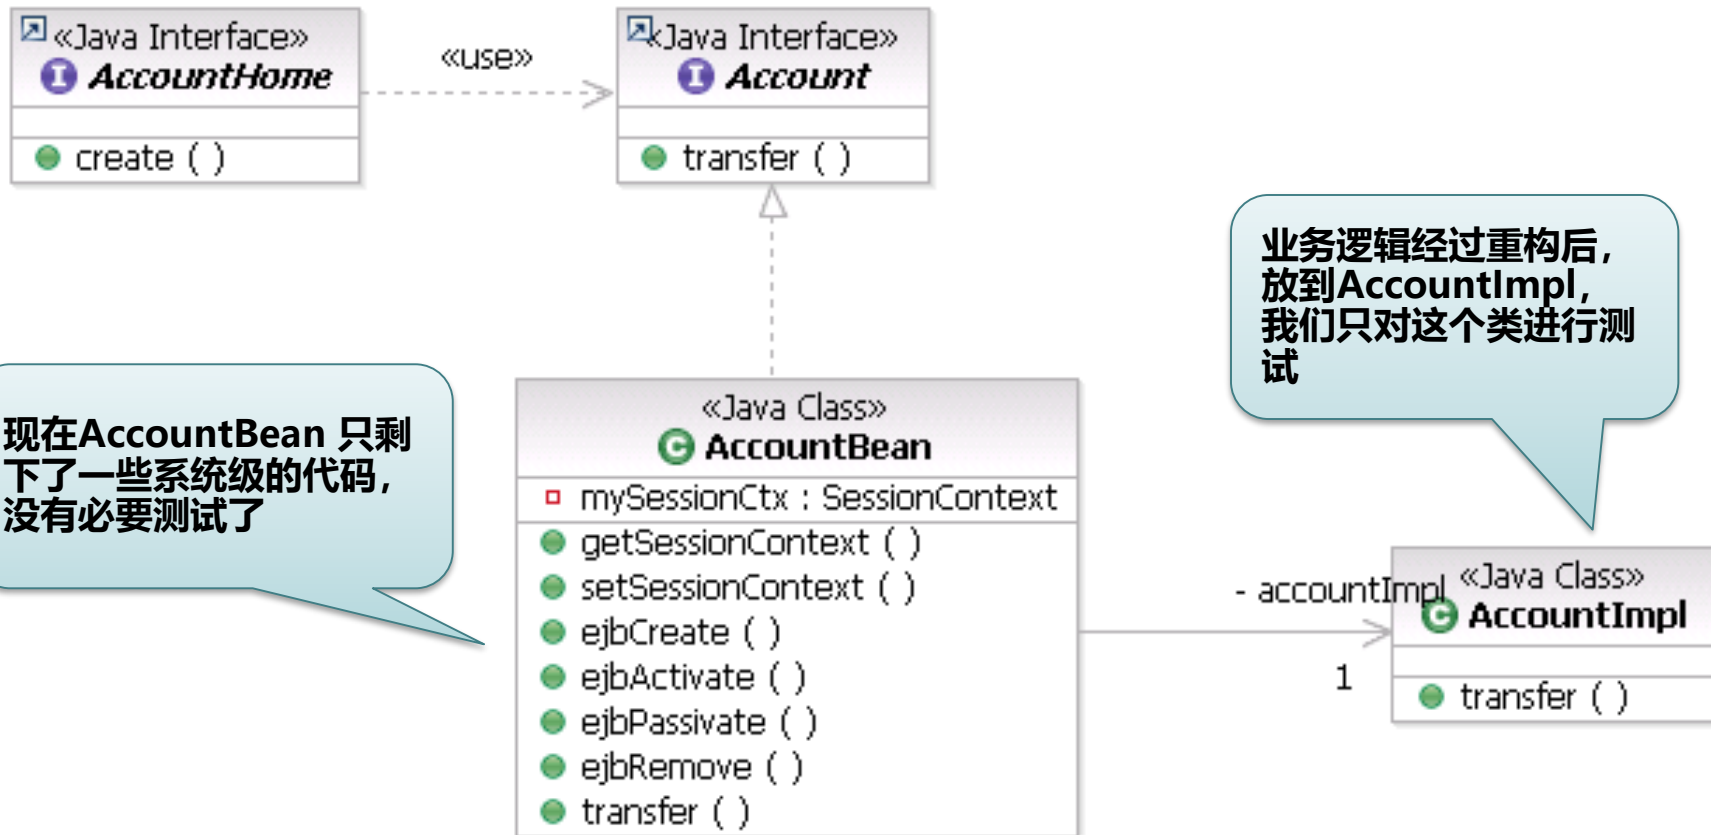 «Java Interface»
AccountHome
create ( )
«use»
«Java Interface»
Account
transfer ( )
业务逻辑经过重构后，
放到AccountImpl，
我们只对这个类进行测
试
现在AccountBean 只剩
下了一些系统级的代码，
没有必要测试了
«Java Class»
AccountBean
mySessionCtx : SessionContext
getSessionContext ( )
setSessionContext ( )
ejbCreate ( )
ejbActivate ( )
ejbPassivate ( )
ejbRemove ( )
transfer ( )
- accountImpl
1
«Java Class»
AccountImpl
transfer ( )